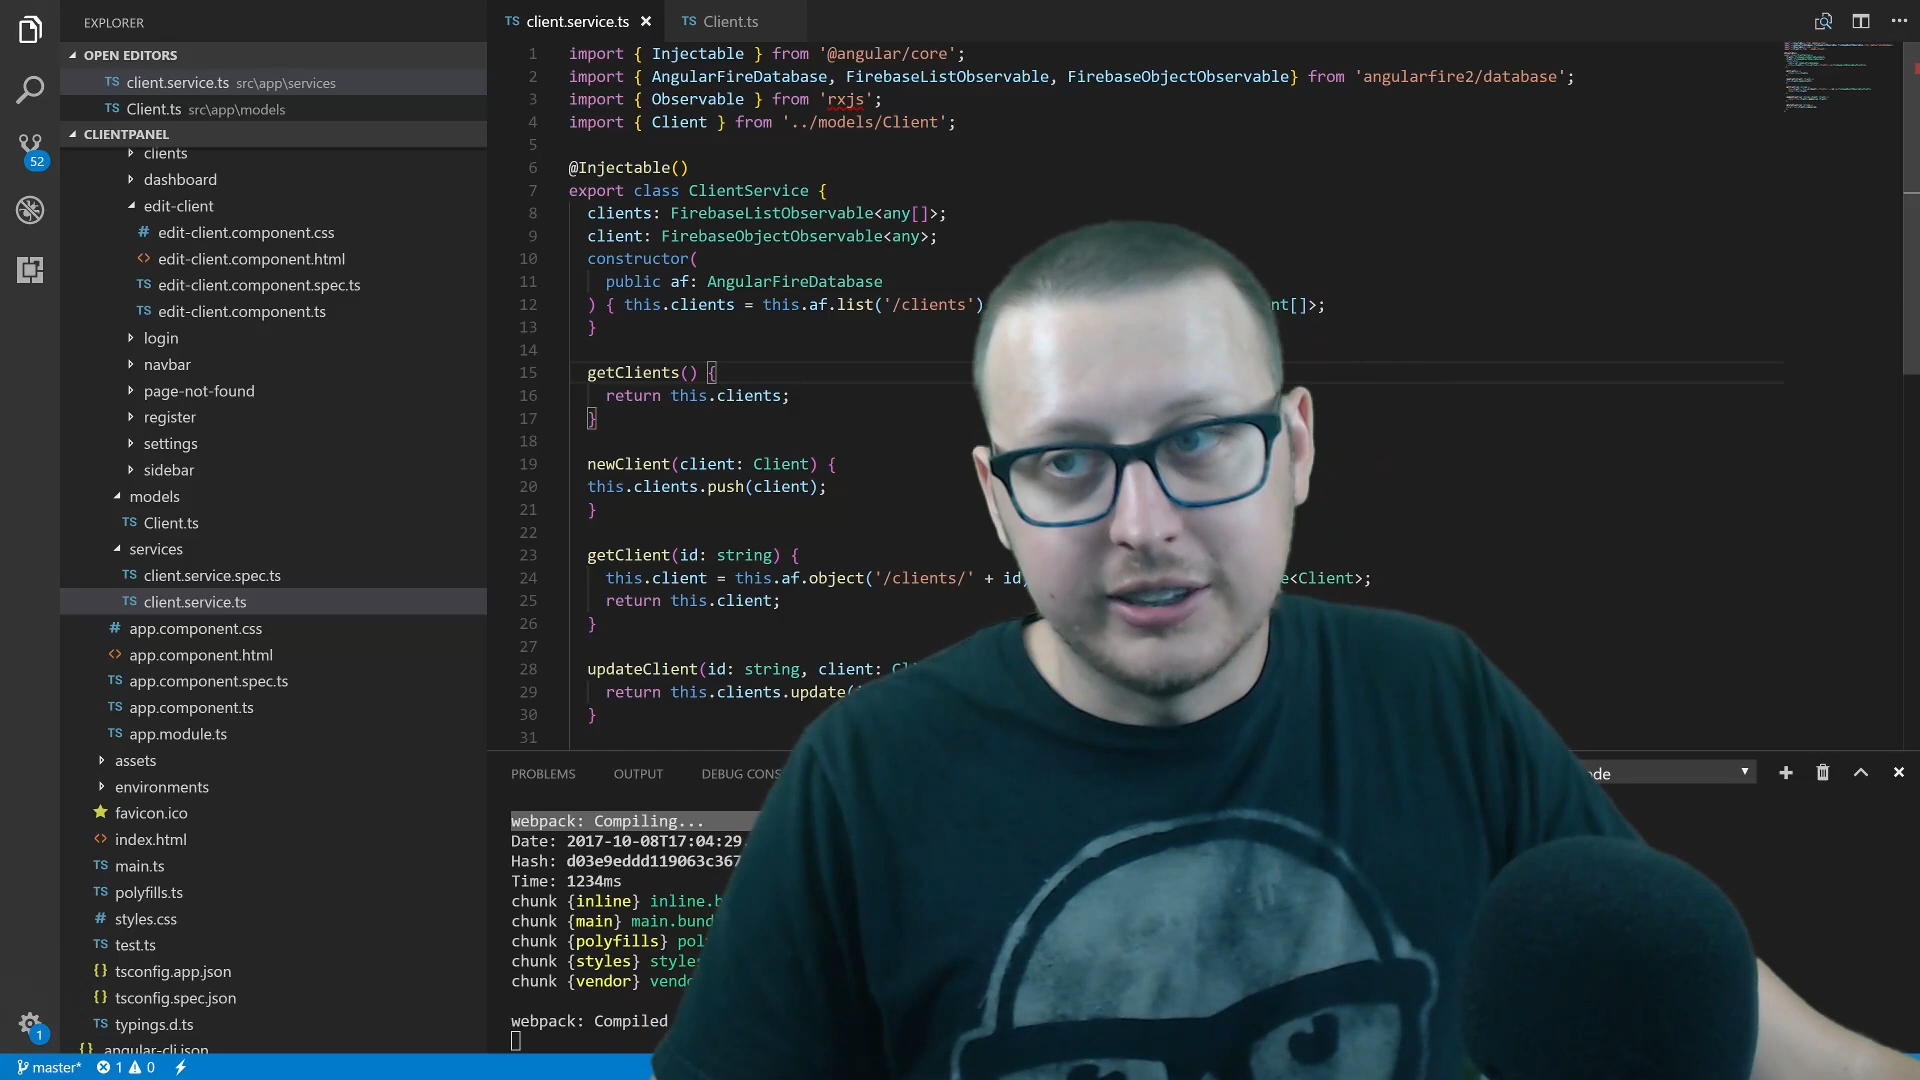 EXPLORER
OPEN EDITORS
TS client.service.ts src\app\services
TS Client.ts src\app\models
CLIENTPANEL
clients
dashboard
edit-client
# edit-client.component.css
<> edit-client.component.html
TS edit-client.component.spec.ts
TS edit-client.component.ts
login
navbar
page-not-found
register
settings
sidebar
models
TS Client.ts
services
TS client.service.spec.ts
TS client.service.ts
# app.component.css
<> app.component.html
TS app.component.spec.ts
TS app.component.ts
TS app.module.ts
assets
environments
favicon.ico
<> index.html
TS main.ts
TS polyfills.ts
# styles.css
TS test.ts
{} tsconfig.app.json
{} tsconfig.spec.json
TS typings.d.ts
{} angular-cli.json
52
1
TS client.service.ts
TS Client.ts
1 import { Injectable } from '@angular/core';
2 import { AngularFireDatabase, FirebaseListObservable, FirebaseObjectObservable} from 'angularfire2/database';
3 import { Observable } from 'rxjs';
4 import { Client } from '../models/Client';
5
6 @Injectable()
7 export class ClientService {
8 clients: FirebaseListObservable<any[]>;
9 client: FirebaseObjectObservable<any>;
10 constructor(
11 public af: AngularFireDatabase
12 ) { this.clients = this.af.list('/clients') nt[]>;
13 }
14
15 getClients() {
16 return this.clients;
17 }
18
19 newClient(client: Client) {
20 this.clients.push(client);
21 }
22
23 getClient(id: string) {
24 this.client = this.af.object('/clients/' + id) e<Client>;
25 return this.client;
26 }
27
28 updateClient(id: string, client: Cl
29 return this.clients.update(
30 }
31
PROBLEMS OUTPUT DEBUG CONS ode
webpack: Compiling...
Date: 2017-10-08T17:04:29.
Hash: d03e9eddd119063c367
Time: 1234ms
chunk {inline} inline.b
chunk {main} main.bund
chunk {polyfills} pol
chunk {styles} styles
chunk {vendor} vendo
webpack: Compiled
master* 1 0